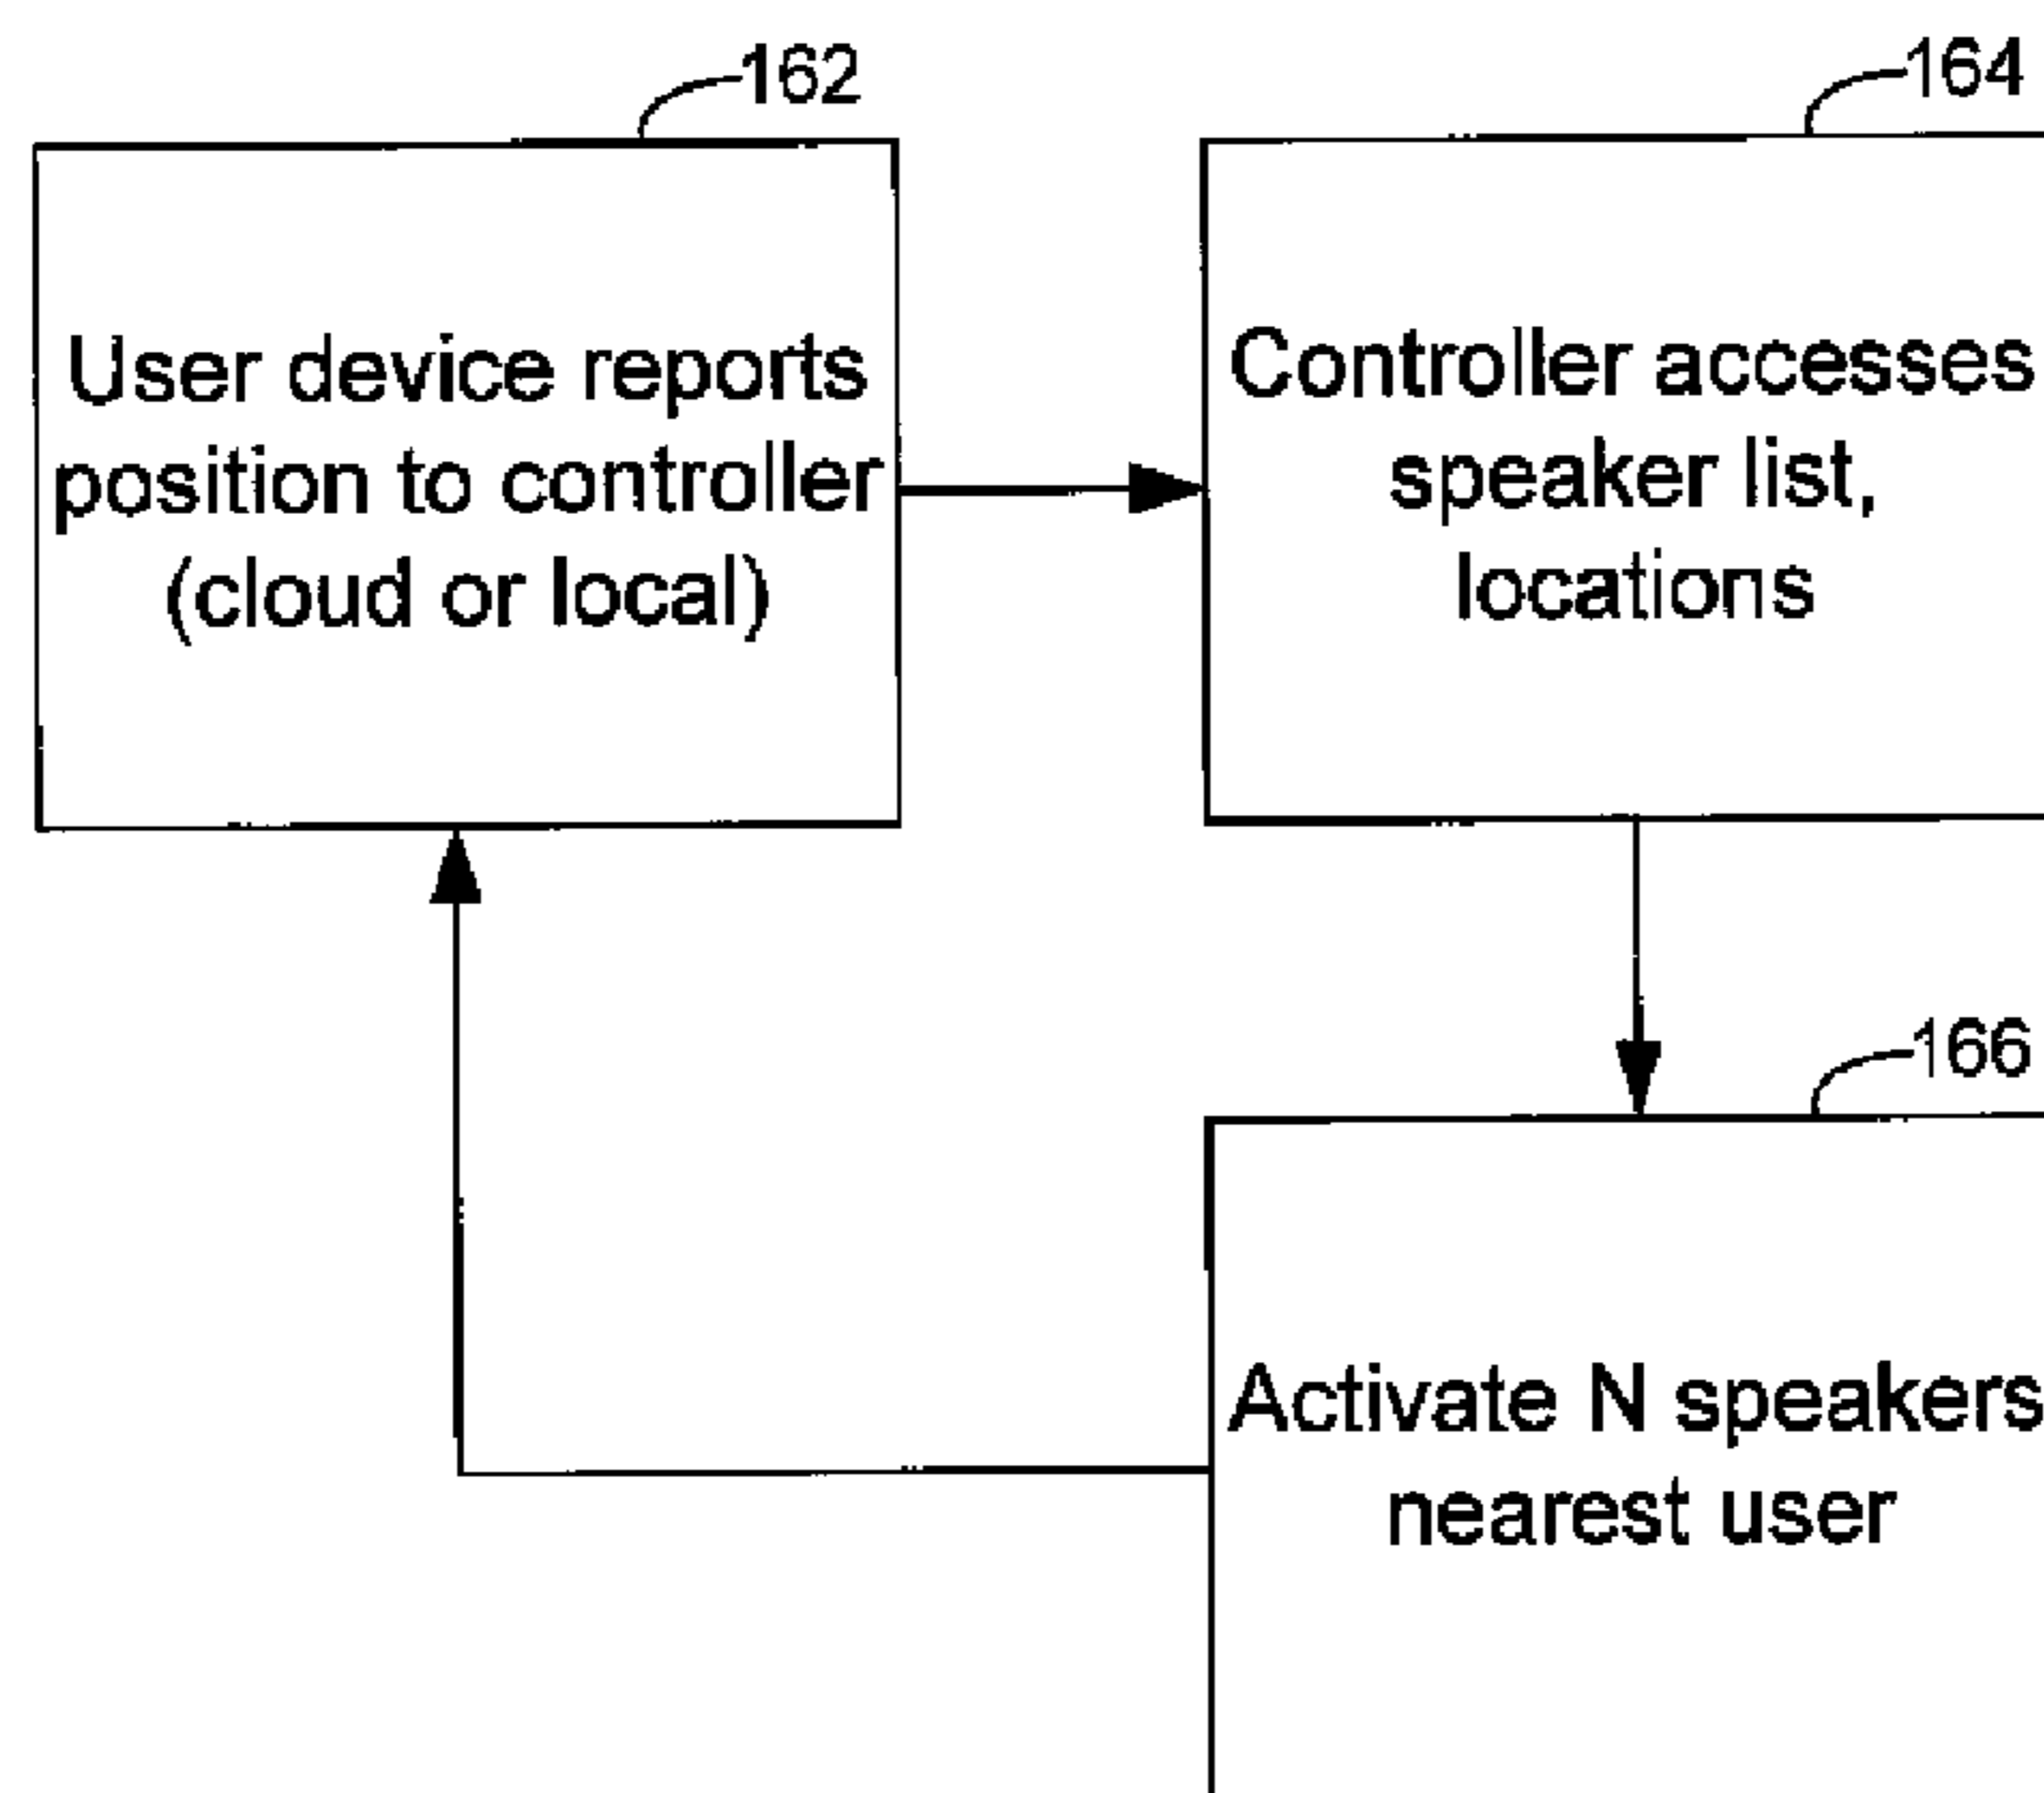 162
User device reports
position to controller
(cloud or local)
164
Controller accesses
speaker list,
locations
166
Activate N speakers
nearest user